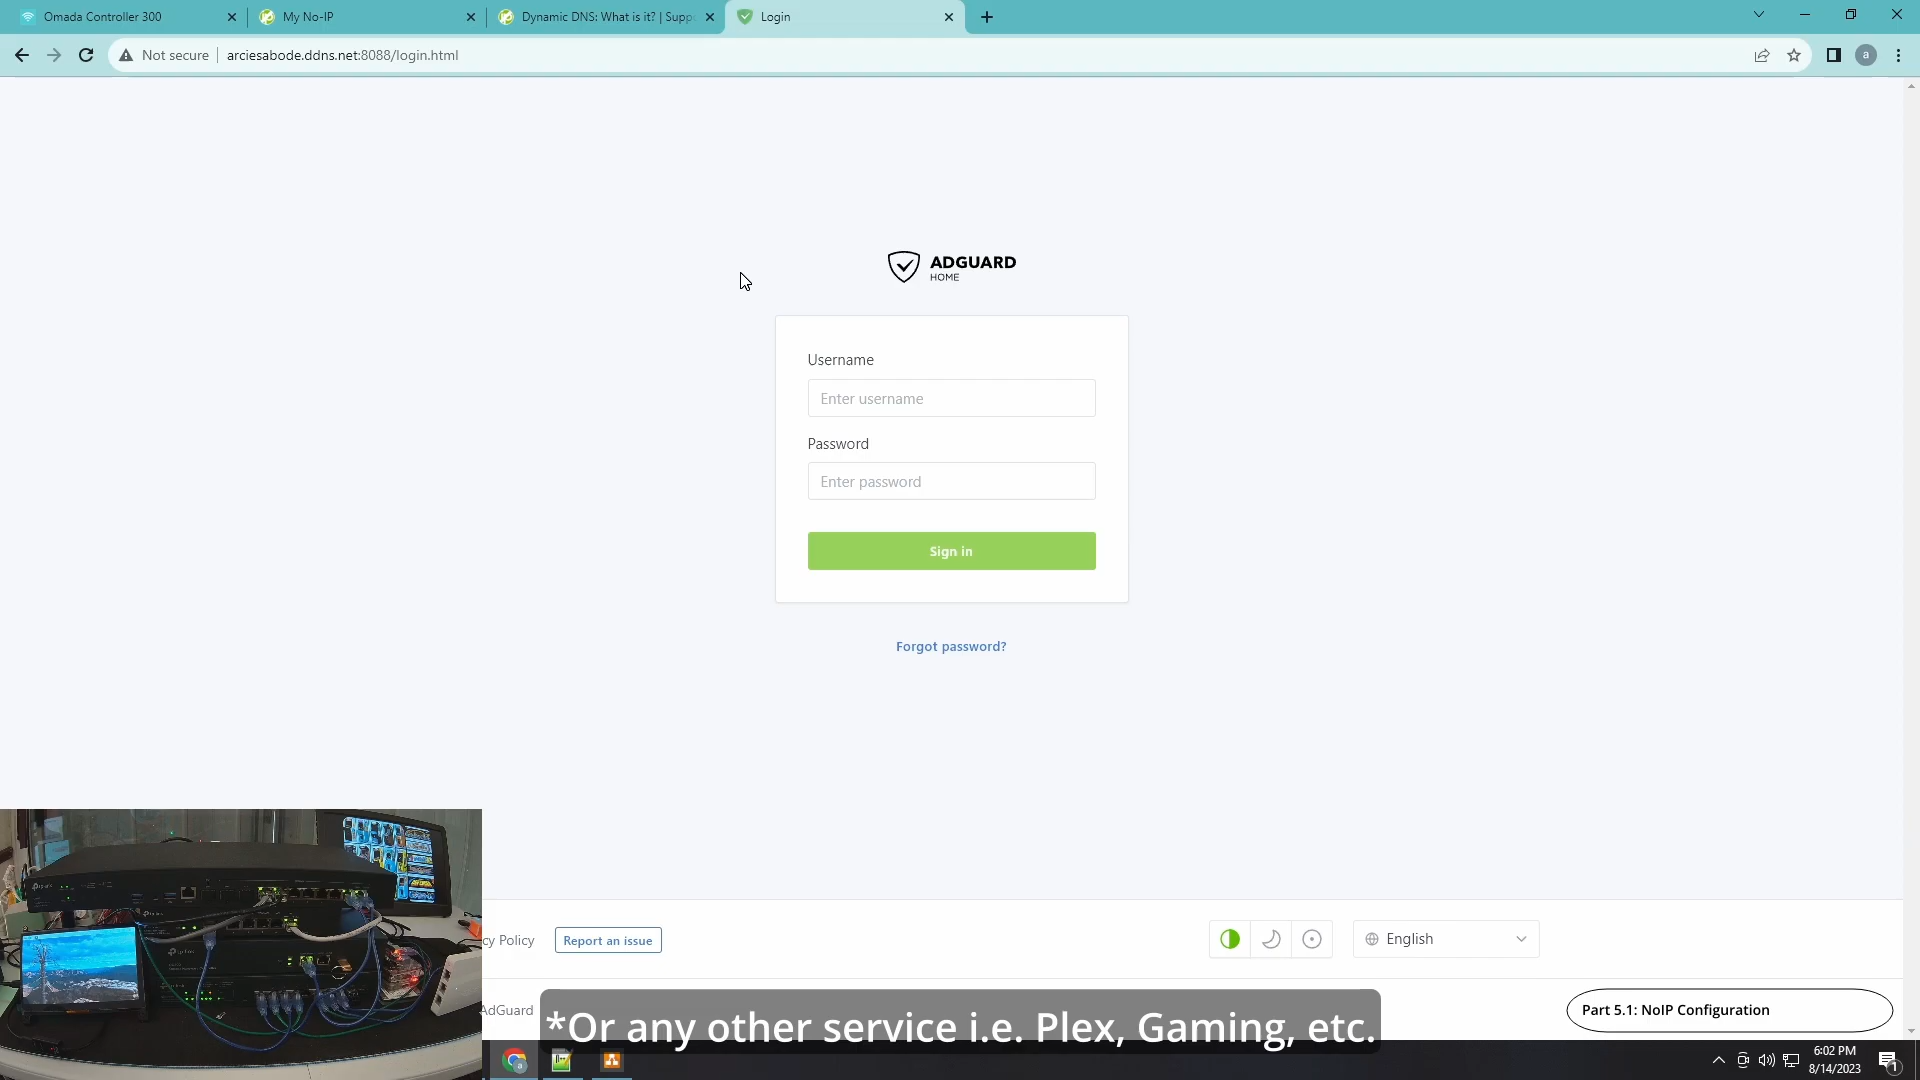 Omada Controller 300
My No-IP
Dynamic DNS: What is it? | Supp
Login
Not secure
arciesabode.ddns.net:8088/login.html
a
ADGUARD
HOME
Username
Enter username
Password
Enter password
Sign in
Forgot password?
cy Policy
Report an issue
English
AdGuard
*Or any other service i.e. Plex, Gaming, etc.
Part 5.1: NoIP Configuration
6:02 PM
8/14/2023
1